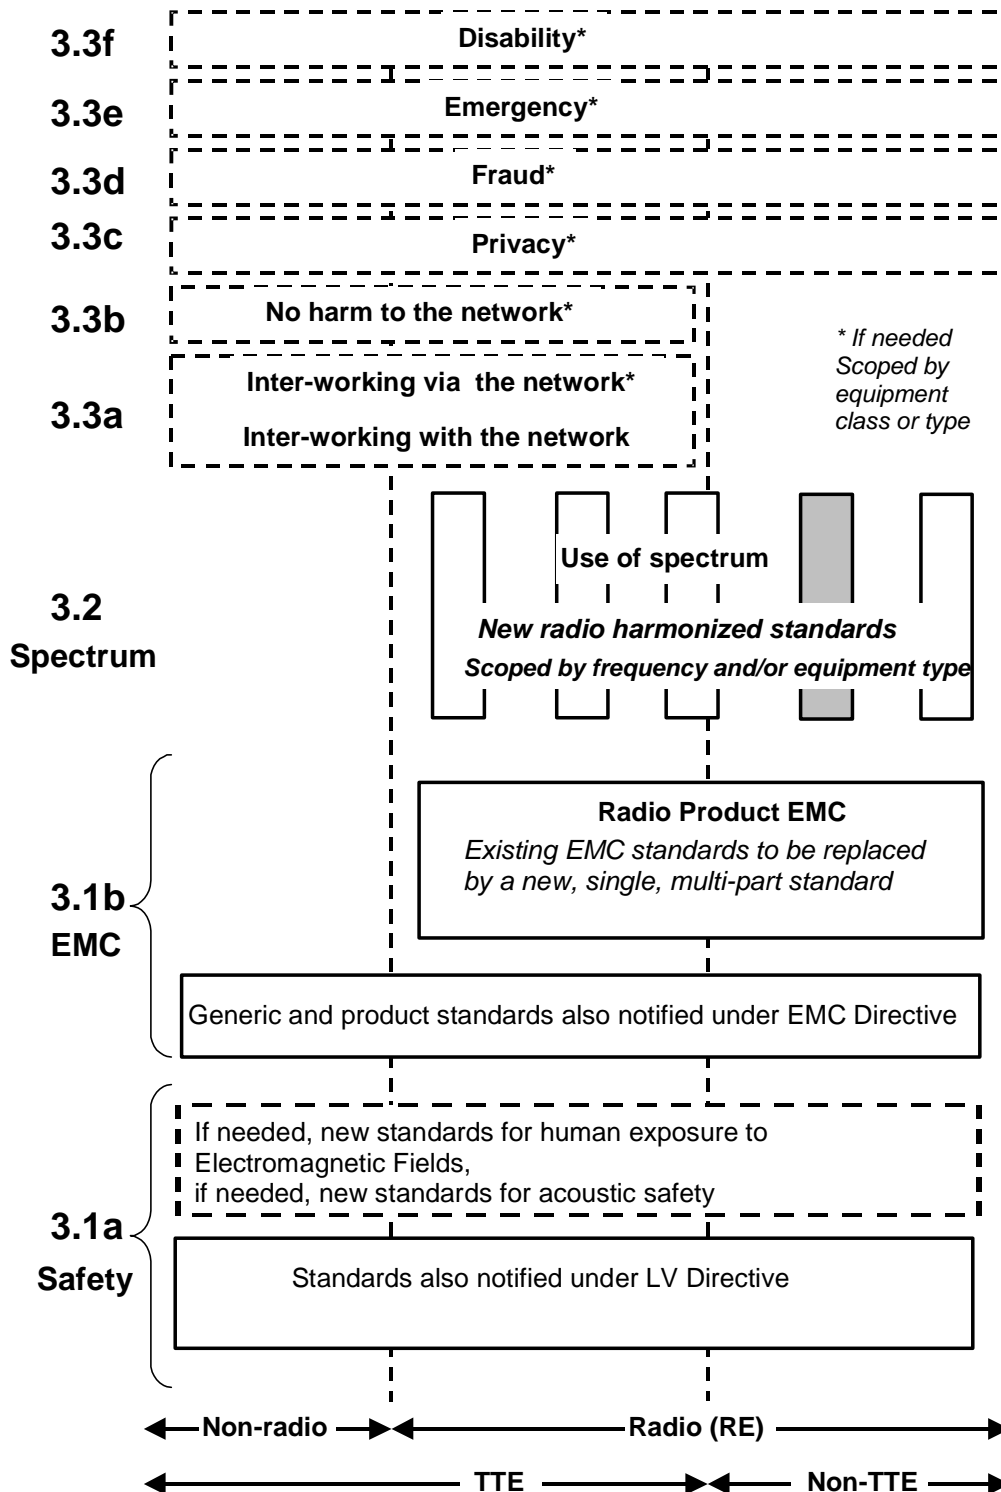 3.3f
Disability*
3.3e
Emergency*
3.3d
Fraud*
3.3c
Privacy*
3.3b
No harm to the network*
* If needed
Scoped by
equipment
class or type
3.3a
Inter-working via the network*
Inter-working with the network
3.2
Spectrum
Use of spectrum
New radio harmonized standards
Scoped by frequency and/or equipment type
3.1b
EMC
Radio Product EMC
Existing EMC standards to be replaced
by a new, single, multi-part standard
Generic and product standards also notified under EMC Directive
3.1a
Safety
If needed, new standards for human exposure to
Electromagnetic Fields,
if needed, new standards for acoustic safety
Standards also notified under LV Directive
Non-radio
Radio (RE)
TTE
Non-TTE